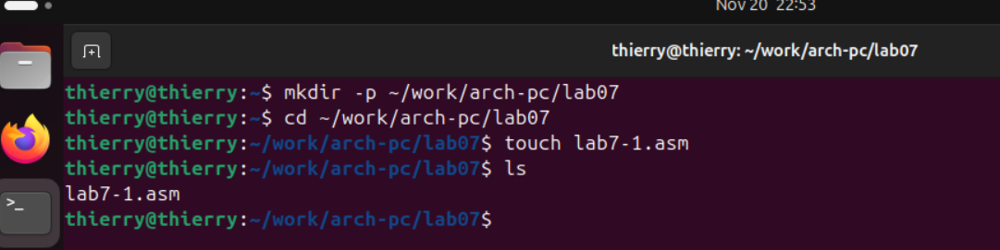 Nov 20 22:53
thierry@thierry: ~/work/arch-pc/lab07
thierry@thierry:~$ mkdir -p ~/work/arch-pc/lab07
thierry@thierry:~$ cd ~/work/arch-pc/lab07
thierry@thierry:~/work/arch-pc/lab07$ touch lab7-1.asm
thierry@thierry:~/work/arch-pc/lab07$ ls
lab7-1.asm
thierry@thierry:~/work/arch-pc/lab07$